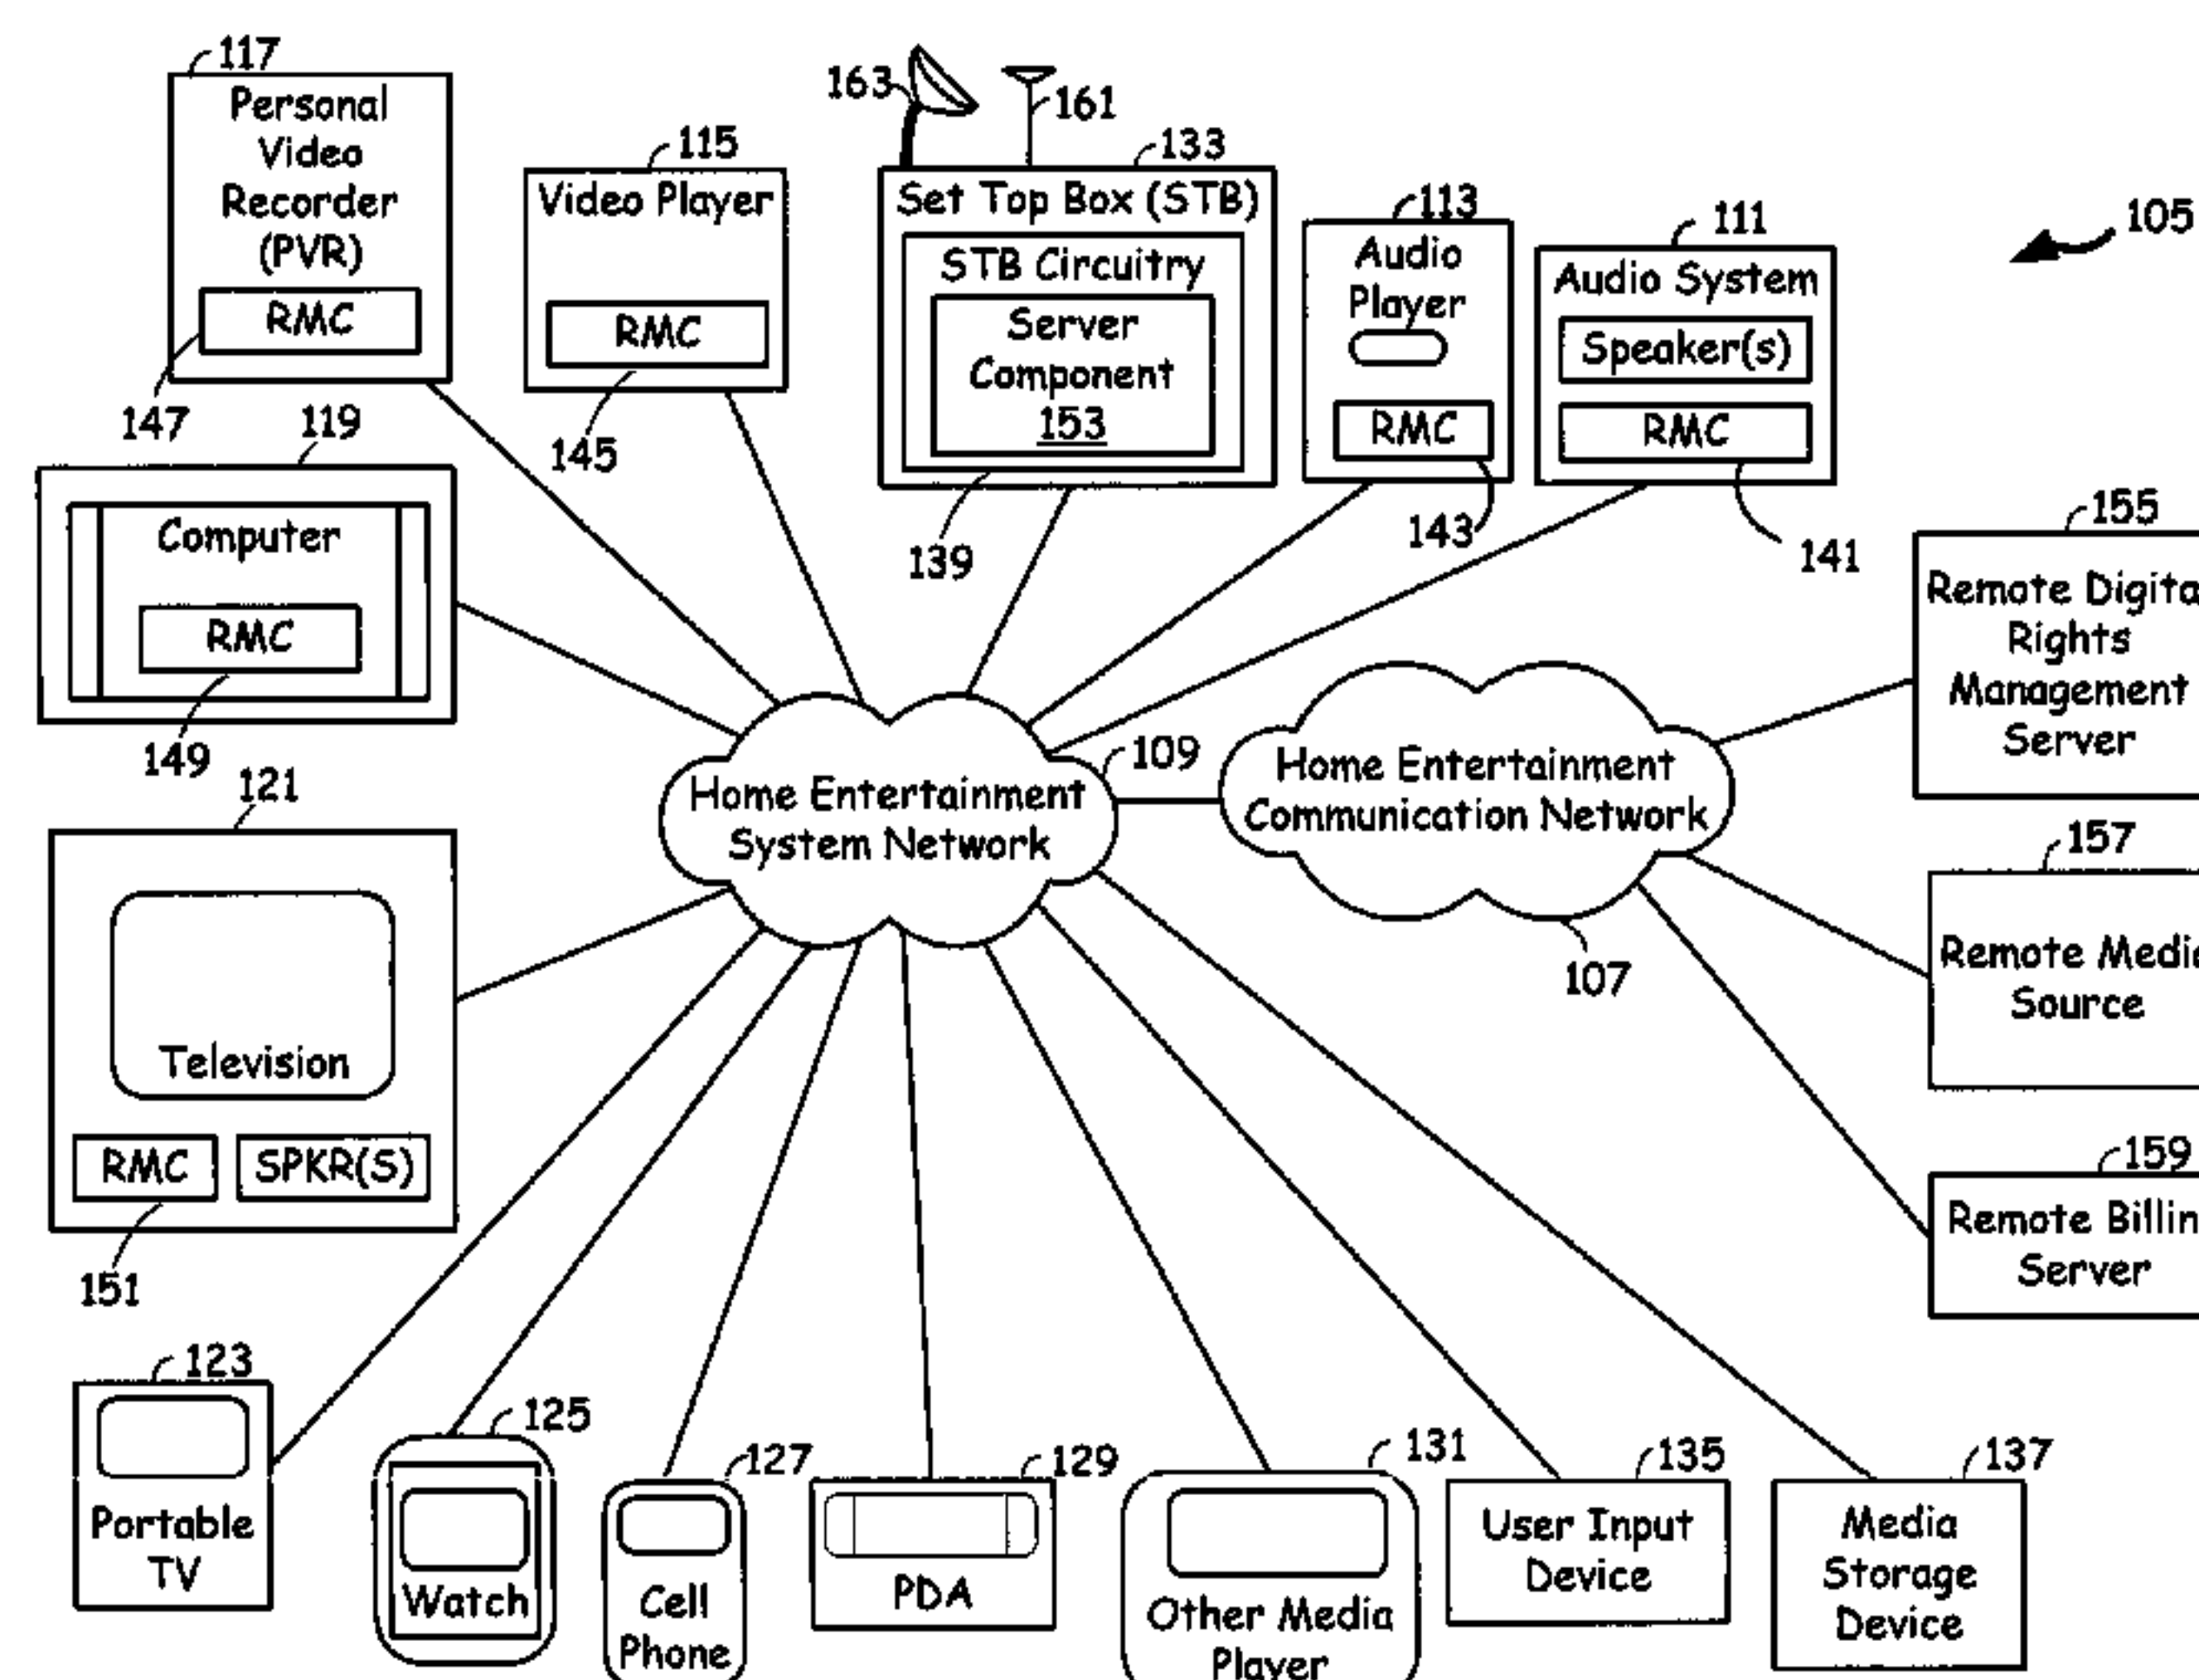 117
Personal
Video
Recorder
(PVR)
RMC
147
115
Video Player
RMC
145
163
161
133
Set Top Box (STB)
STB Circuitry
Server
Component
153
139
113
Audio
Player
RMC
143
111
Audio System
Speaker(s)
RMC
141
105
119
Computer
RMC
149
155
Remote Digita
Rights
Management
Server
109
Home Entertainment
System Network
Home Entertainment
Communication Network
107
121
Television
RMC
SPKR(S)
151
157
Remote Media
Source
159
Remote Billin
Server
123
Portable
TV
125
Watch
127
Cell
Phone
129
PDA
131
Other Media
Player
135
User Input
Device
137
Media
Storage
Device